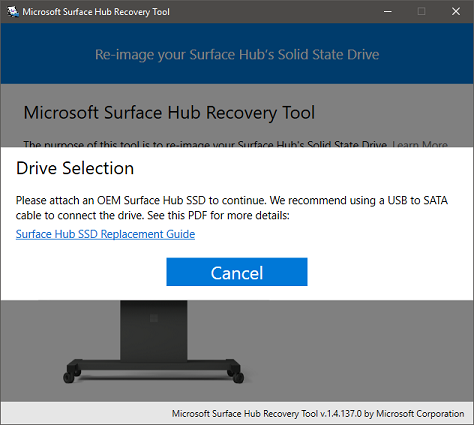 Microsoft Surface Hub Recovery Tool
Re-image your Surface Hub's Solid State Drive
Microsoft Surface Hub Recovery Tool
The purpose of this tool is to re-image your Surface Hub's Solid State Drive. Learn More
Drive Selection
Please attach an OEM Surface Hub SSD to continue. We recommend using a USB to SATA
cable to connect the drive. See this PDF for more details:
Surface Hub SSD Replacement Guide
Cancel
Microsoft Surface Hub Recovery Tool v.1.4.137.0 by Microsoft Corporation